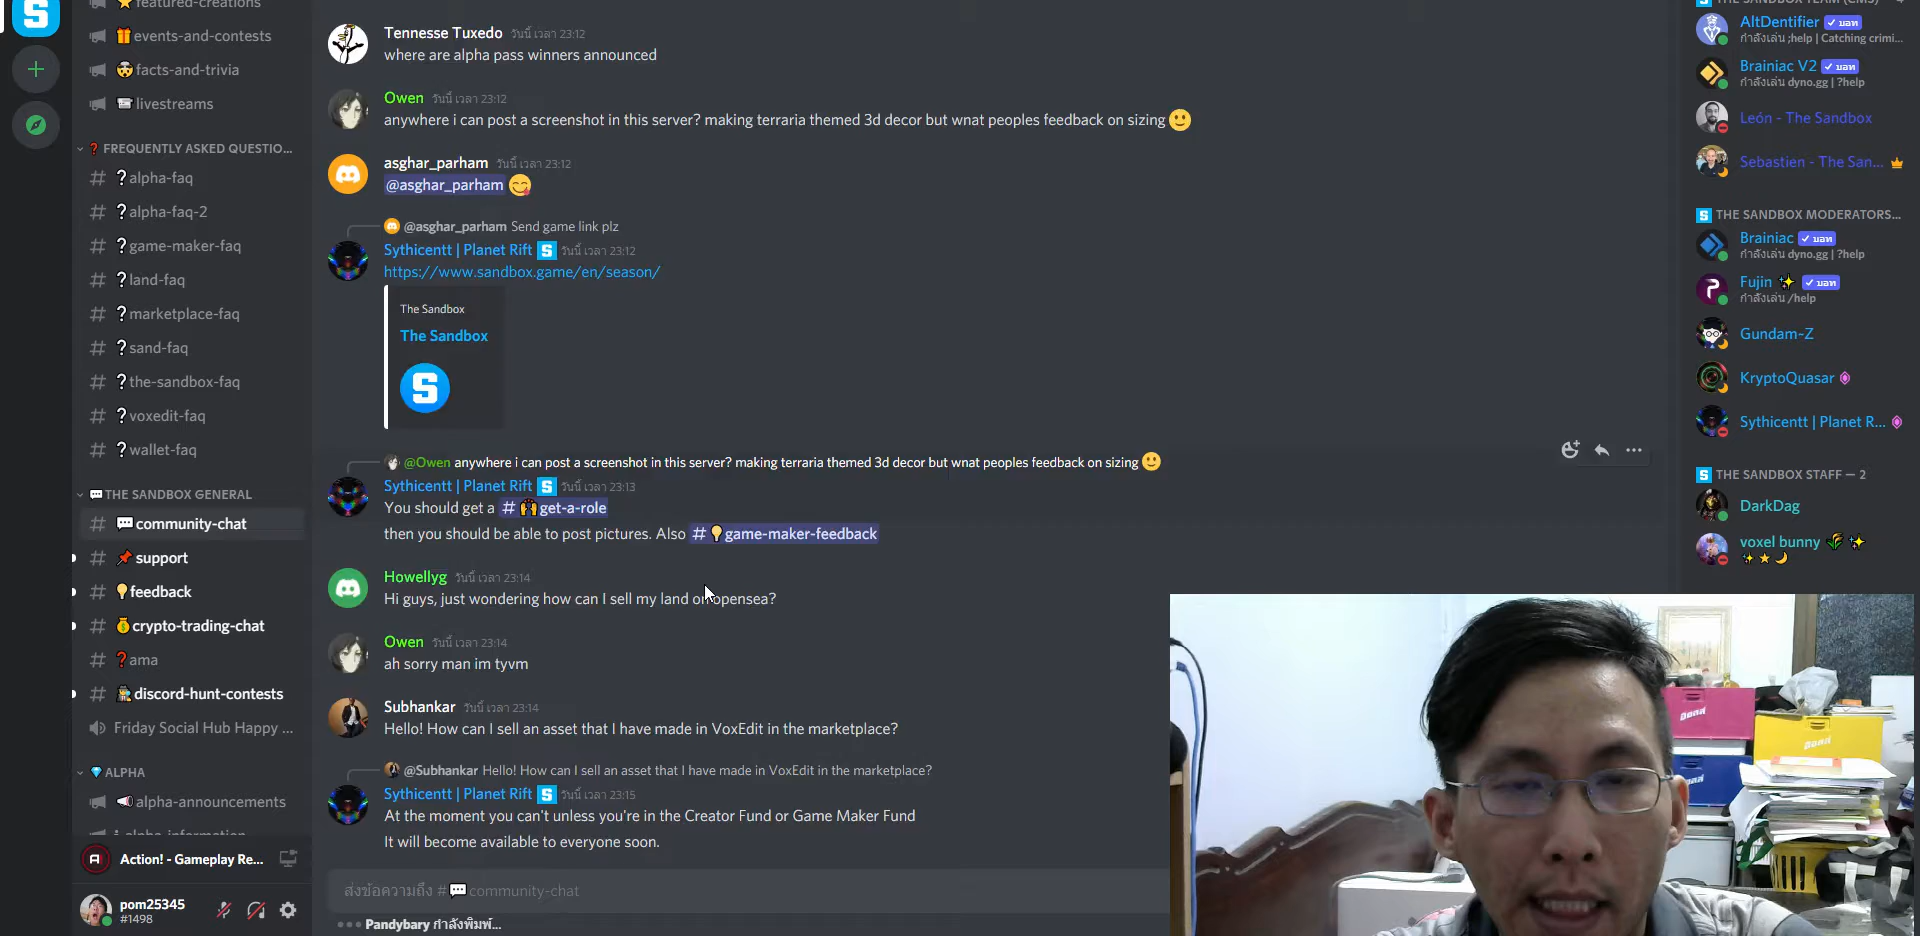 featured-creations
events-and-contests
facts-and-trivia
livestreams
FREQUENTLY ASKED QUESTIO...
alpha-faq
alpha-faq-2
game-maker-faq
land-faq
marketplace-faq
sand-faq
the-sandbox-faq
voxedit-faq
wallet-faq
THE SANDBOX GENERAL
community-chat
support
feedback
crypto-trading-chat
ama
discord-hunt-contests
Friday Social Hub Happy ...
ALPHA
alpha-announcements
alpha-information
Action! - Gameplay Re...
pom25345
#1498
Tennesse Tuxedo วันนี้ เวลา 23:12
where are alpha pass winners announced
Owen วันนี้ เวลา 23:12
anywhere i can post a screenshot in this server? making terraria themed 3d decor but wnat peoples feedback on sizing
asghar_parham วันนี้ เวลา 23:12
@asghar_parham
@asghar_parham Send game link plz
Sythicentt | Planet Rift วันนี้ เวลา 23:12
https://www.sandbox.game/en/season/
The Sandbox
The Sandbox
@Owen anywhere i can post a screenshot in this server? making terraria themed 3d decor but wnat peoples feedback on sizing
Sythicentt | Planet Rift วันนี้ เวลา 23:13
You should get a # get-a-role
then you should be able to post pictures. Also # game-maker-feedback
Howellyg วันนี้ เวลา 23:14
Hi guys, just wondering how can I sell my land on opensea?
Owen วันนี้ เวลา 23:14
ah sorry man im tyvm
Subhankar วันนี้ เวลา 23:14
Hello! How can I sell an asset that I have made in VoxEdit in the marketplace?
@Subhankar Hello! How can I sell an asset that I have made in VoxEdit in the marketplace?
Sythicentt | Planet Rift วันนี้ เวลา 23:15
At the moment you can't unless you're in the Creator Fund or Game Maker Fund
It will become available to everyone soon.
ส่งข้อความถึง # community-chat
Pandybary กำลังพิมพ์...
AltDentifier บอท
กำลังเล่น ;help | Catching crimi...
Brainiac V2 บอท
กำลังเล่น dyno.gg | ?help
León - The Sandbox
Sebastien - The San...
THE SANDBOX MODERATORS...
Brainiac บอท
กำลังเล่น dyno.gg | ?help
Fujin บอท
กำลังเล่น /help
Gundam-Z
KryptoQuasar
Sythicentt | Planet R...
THE SANDBOX STAFF — 2
DarkDag
voxel bunny